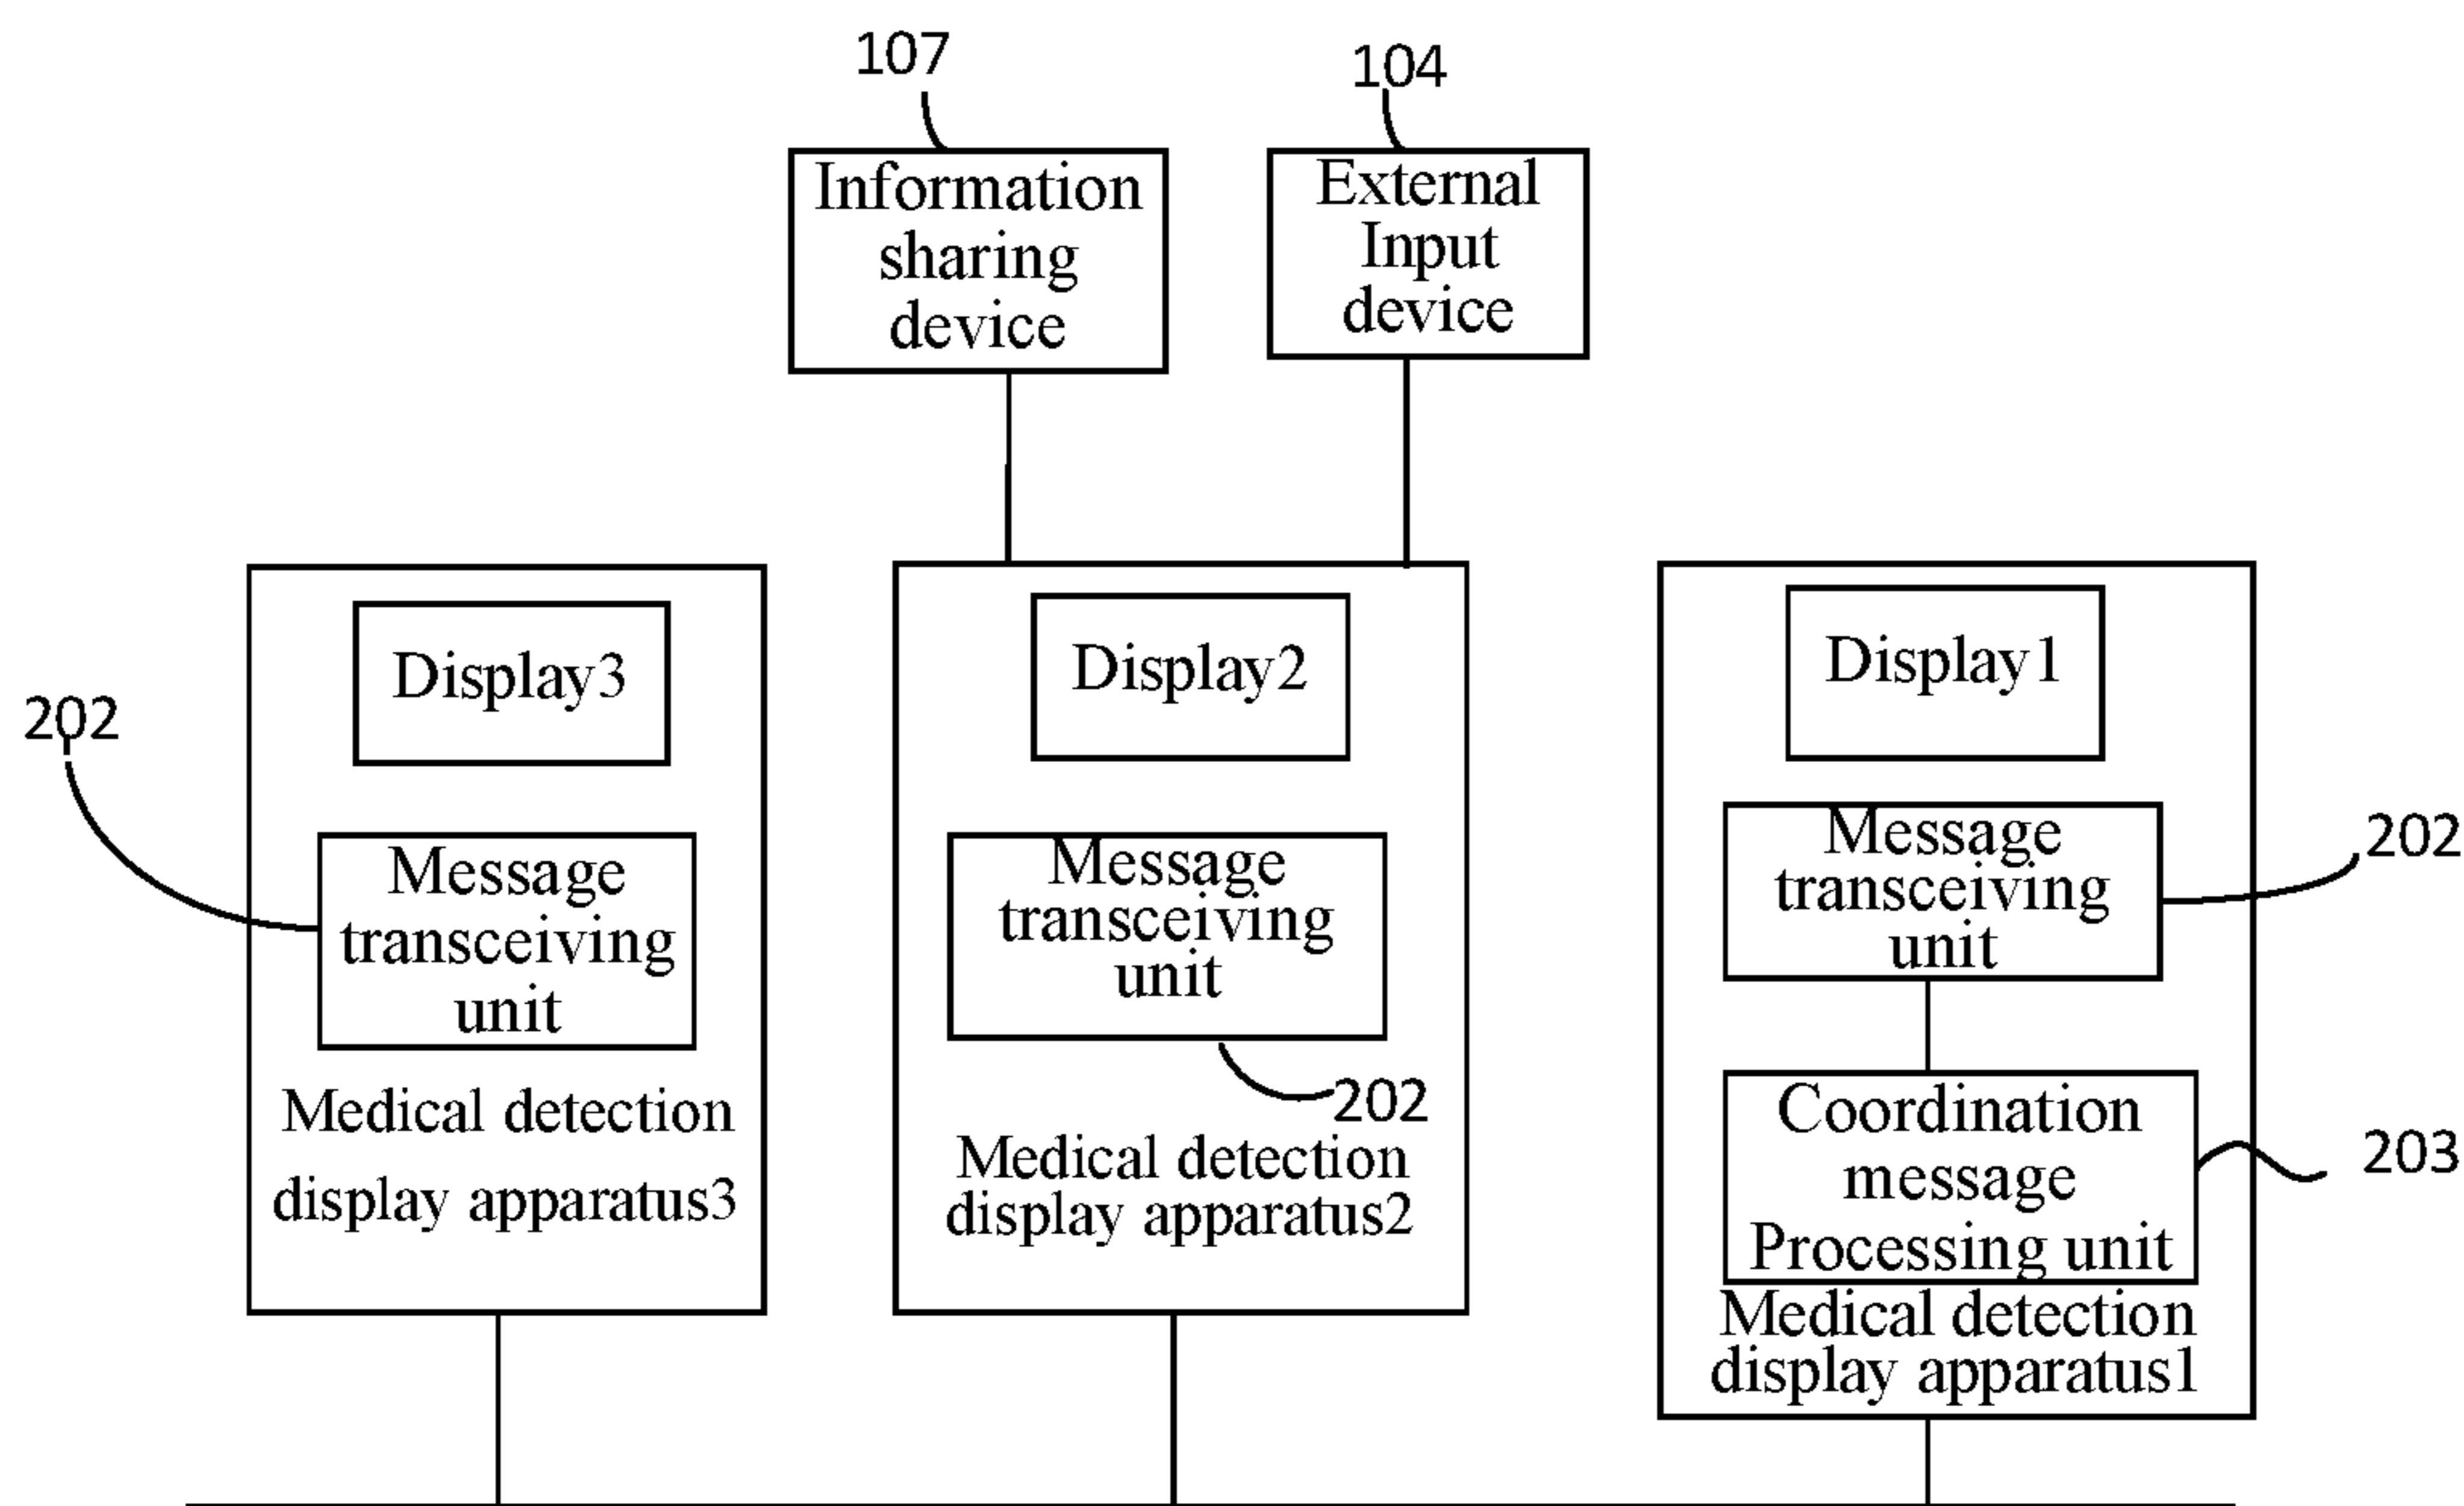 107
104
Information
sharing
device
External
Input
device
Display3
Display2
Display1
202
Message
transceiving
unit
Message
transceiving
unit
Message
transceiving
unit
202
202
Coordination
message
Processing unit
203
Medical detection
display apparatus3
Medical detection
display apparatus2
Medical detection
display apparatus1